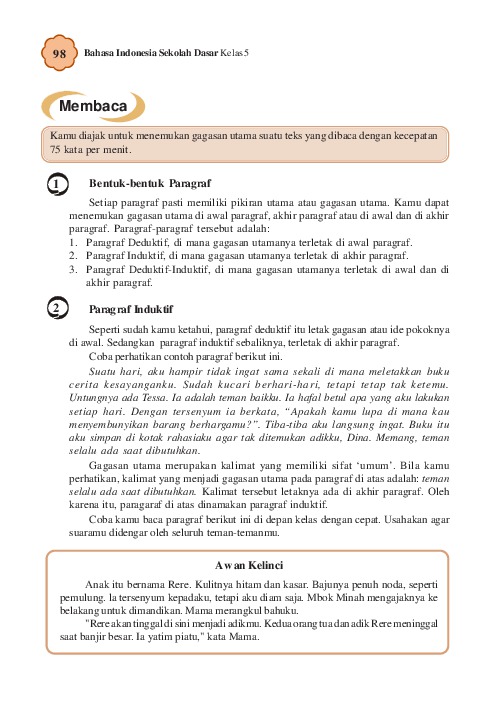 98 Bahasa Indonesia Sekolah Dasar Kelas 5
Membaca
Kamu diajak untuk menemukan gagasan utama suatu teks yang dibaca dengan kecepatan
75 kata per menit.
1 Bentuk-bentuk Paragraf
Setiap paragraf pasti memiliki pikiran utama atau gagasan utama. Kamu dapat
menemukan gagasan utama di awal paragraf, akhir paragraf atau di awal dan di akhir
paragraf. Paragraf-paragraf tersebut adalah:
1. Paragraf Deduktif, di mana gagasan utamanya terletak di awal paragraf.
2. Paragraf Induktif, di mana gagasan utamanya terletak di akhir paragraf.
3. Paragraf Deduktif-Induktif, di mana gagasan utamanya terletak di awal dan di
akhir paragraf.
2 Paragraf Induktif
Seperti sudah kamu ketahui, paragraf deduktif itu letak gagasan atau ide pokoknya
di awal. Sedangkan paragraf induktif sebaliknya, terletak di akhir paragraf.
Coba perhatikan contoh paragraf berikut ini.
Suatu hari, aku hampir tidak ingat sama sekali di mana meletakkan buku
cerita kesayanganku. Sudah kucari berhari-hari, tetapi tetap tak ketemu.
Untungnya ada Tessa. Ia adalah teman baikku. Ia hafal betul apa yang aku lakukan
setiap hari. Dengan tersenyum ia berkata, “Apakah kamu lupa di mana kau
menyembunyikan barang berhargamu?”. Tiba-tiba aku langsung ingat. Buku itu
aku simpan di kotak rahasiaku agar tak ditemukan adikku, Dina. Memang, teman
selalu ada saat dibutuhkan.
Gagasan utama merupakan kalimat yang memiliki sifat ‘umum’. Bila kamu
perhatikan, kalimat yang menjadi gagasan utama pada paragraf di atas adalah: teman
selalu ada saat dibutuhkan. Kalimat tersebut letaknya ada di akhir paragraf. Oleh
karena itu, paragaraf di atas dinamakan paragraf induktif.
Coba kamu baca paragraf berikut ini di depan kelas dengan cepat. Usahakan agar
suaramu didengar oleh seluruh teman-temanmu.
Awan Kelinci
Anak itu bernama Rere. Kulitnya hitam dan kasar. Bajunya penuh noda, seperti
pemulung. Ia tersenyum kepadaku, tetapi aku diam saja. Mbok Minah mengajaknya ke
belakang untuk dimandikan. Mama merangkul bahuku.
"Rere akan tinggal di sini menjadi adikmu. Kedua orang tua dan adik Rere meninggal
saat banjir besar. Ia yatim piatu," kata Mama.